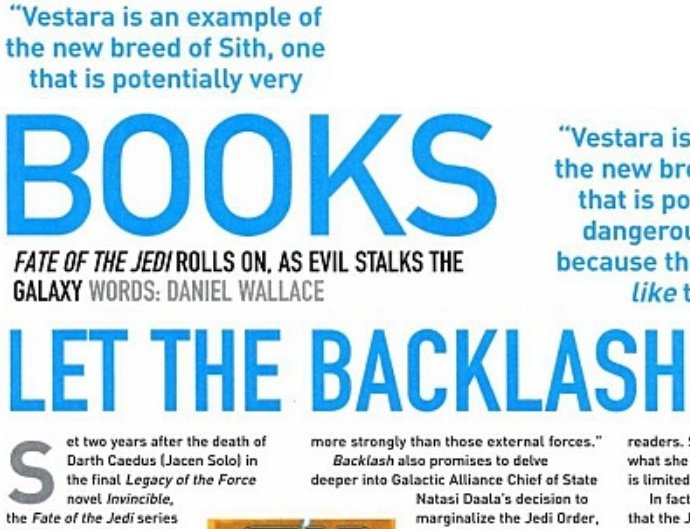 “Vestara is an example of
the new breed of Sith, one
that is potentially very
BOOKS
FATE OF THE JEDI ROLLS ON, AS EVIL STALKS THE
GALAXY WORDS: DANIEL WALLACE
“Vestara is
the new bre
that is po
dangerou
because th
like t
LET THE BACKLASH
Set two years after the death of
Darth Caedus (Jacen Solo) in
the final Legacy of the Force
novel Invincible,
the Fate of the Jedi series
more strongly than those external forces.”
Backlash also promises to delve
deeper into Galactic Alliance Chief of State
Natasi Daala’s decision to
marginalize the Jedi Order,
readers. S
what she
is limited
In fact
that the J